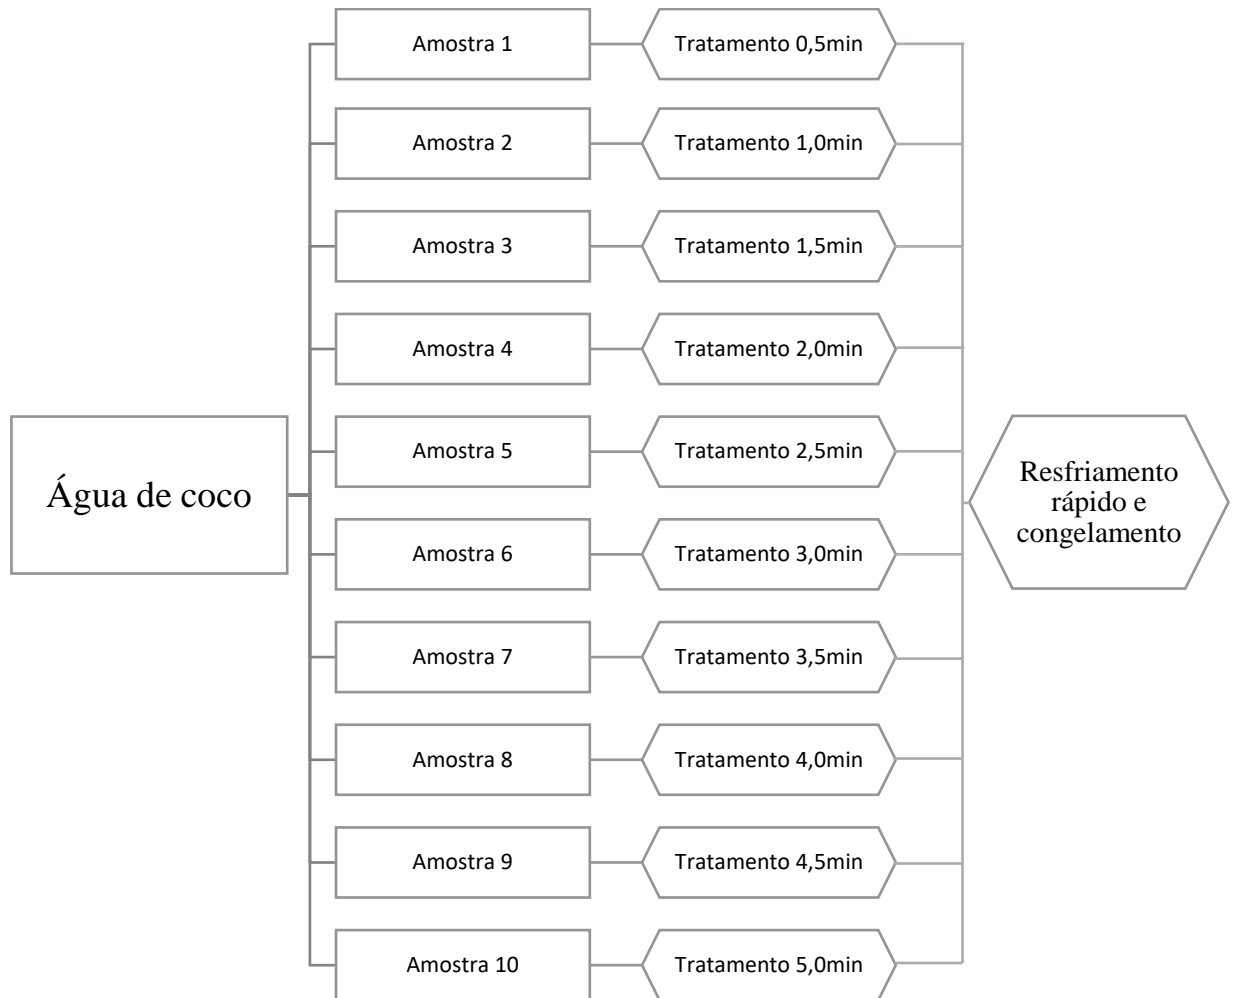 Água de coco
Amostra 1
Tratamento 0,5min
Amostra 2
Tratamento 1,0min
Amostra 3
Tratamento 1,5min
Amostra 4
Tratamento 2,0min
Amostra 5
Tratamento 2,5min
Amostra 6
Tratamento 3,0min
Amostra 7
Tratamento 3,5min
Amostra 8
Tratamento 4,0min
Amostra 9
Tratamento 4,5min
Amostra 10
Tratamento 5,0min
Resfriamento
rápido e
congelamento